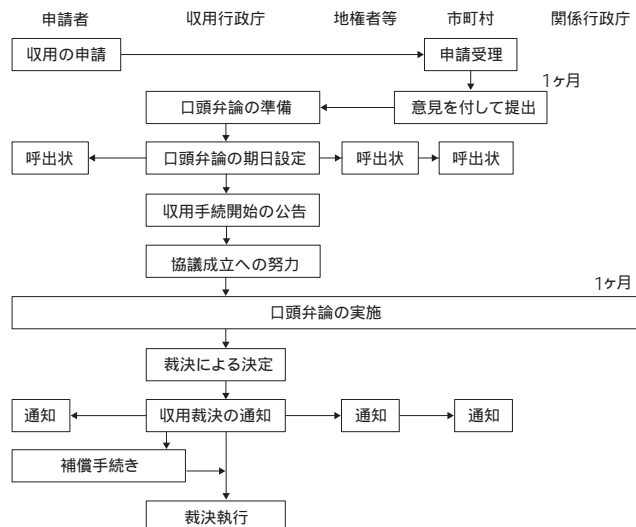 申請者 収用行政庁 地権者等 市町村 関係行政庁
収用の申請 申請受理
1ヶ月
口頭弁論の準備 意見を付して提出
呼出状 口頭弁論の期日設定 呼出状 呼出状
収用手続開始の公告
協議成立への努力
1ヶ月
口頭弁論の実施
裁決による決定
通知 収用裁決の通知 通知 通知
補償手続き
裁決執行